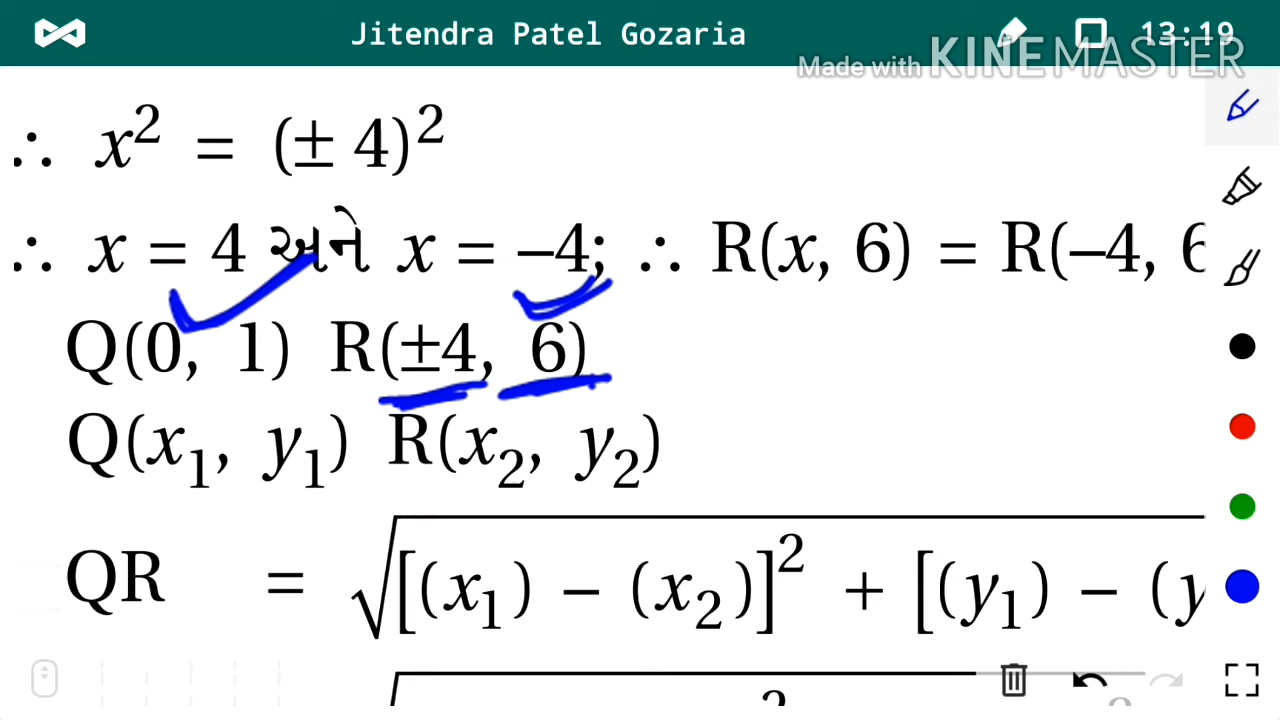 Jitendra Patel Gozaria 13:19
Made with KINEMASTER
∴ x² = (± 4)²
∴ x = 4 અને x = –4; ∴ R(x, 6) = R(–4, 6
Q(0, 1) R(±4, 6)
Q(x₁, y₁) R(x₂, y₂)
QR = √[(x₁) – (x₂)]² + [(y₁) – (y